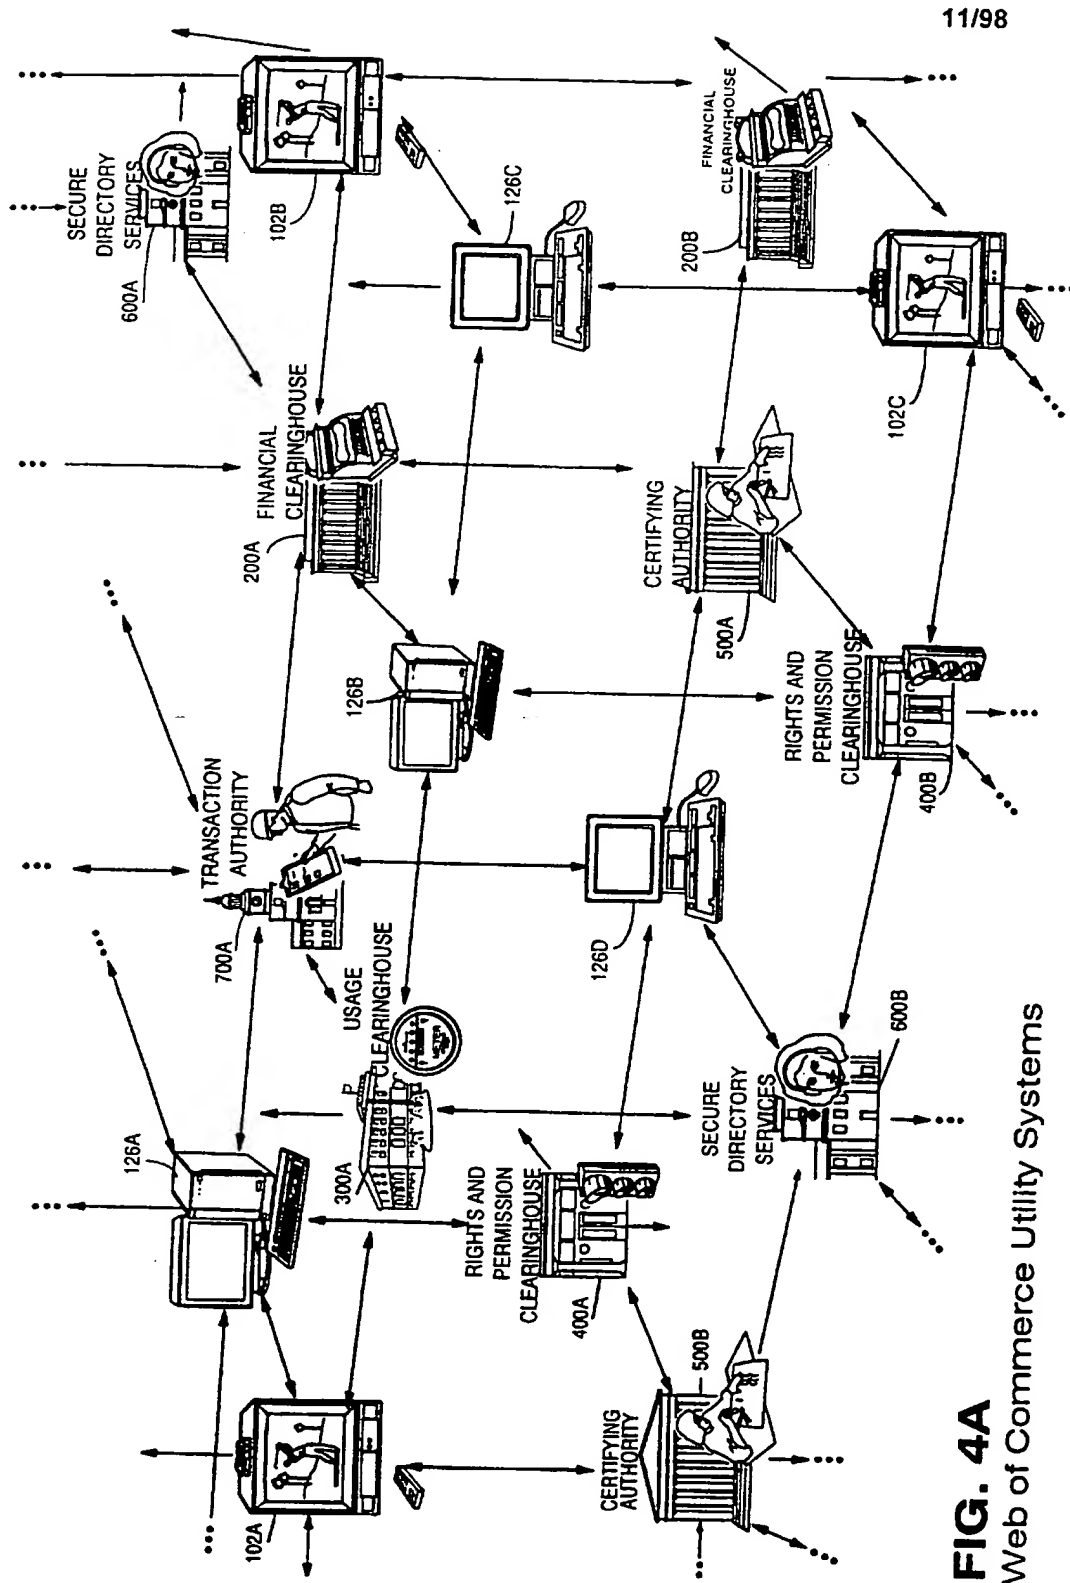 11/98
SECURE
DIRECTORY
SERVICES
600A
102B
FINANCIAL
CLEARINGHOUSE
200A
126C
FINANCIAL
CLEARINGHOUSE
200B
102C
TRANSACTION
AUTHORITY
700A
126B
CERTIFYING
AUTHORITY
500A
RIGHTS AND
PERMISSION
CLEARINGHOUSE
400B
126A
USAGE
CLEARINGHOUSE
METER
300A
126D
SECURE
DIRECTORY
SERVICES
600B
102A
RIGHTS AND
PERMISSION
CLEARINGHOUSE
400A
CERTIFYING
AUTHORITY
500B
FIG. 4A
Web of Commerce Utility Systems